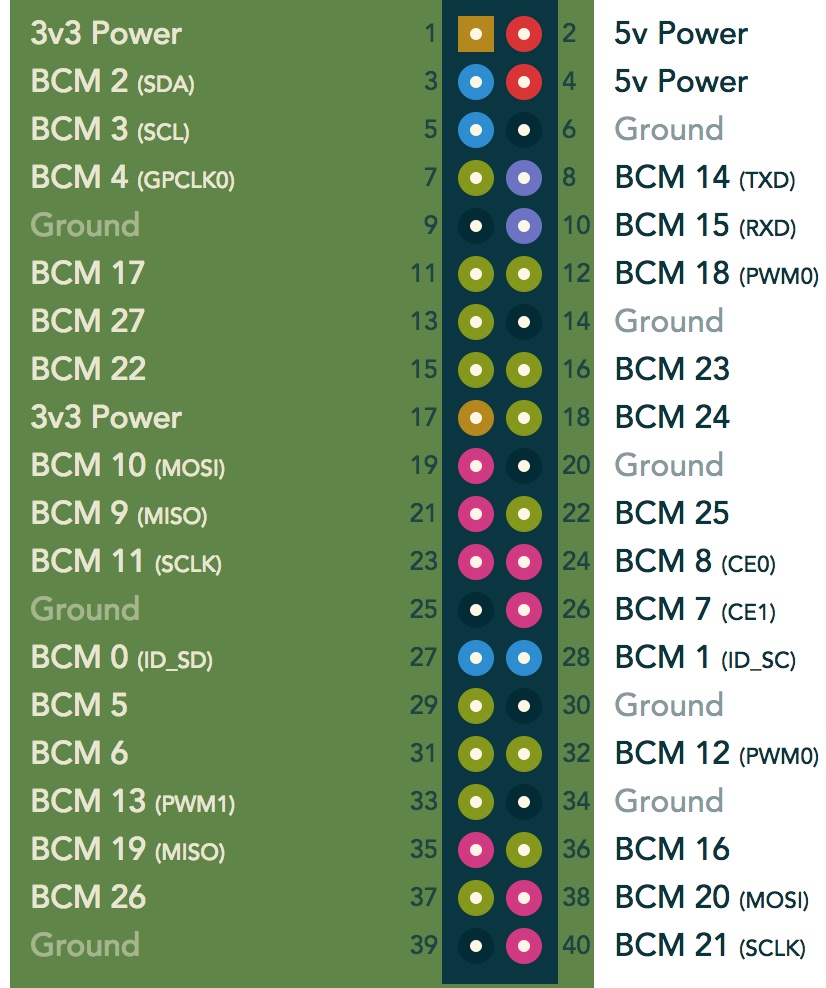 3v3 Power 1 2 5v Power
BCM 2 (SDA) 3 4 5v Power
BCM 3 (SCL) 5 6 Ground
BCM 4 (GPCLK0) 7 8 BCM 14 (TXD)
Ground 9 10 BCM 15 (RXD)
BCM 17 11 12 BCM 18 (PWM0)
BCM 27 13 14 Ground
BCM 22 15 16 BCM 23
3v3 Power 17 18 BCM 24
BCM 10 (MOSI) 19 20 Ground
BCM 9 (MISO) 21 22 BCM 25
BCM 11 (SCLK) 23 24 BCM 8 (CE0)
Ground 25 26 BCM 7 (CE1)
BCM 0 (ID_SD) 27 28 BCM 1 (ID_SC)
BCM 5 29 30 Ground
BCM 6 31 32 BCM 12 (PWM0)
BCM 13 (PWM1) 33 34 Ground
BCM 19 (MISO) 35 36 BCM 16
BCM 26 37 38 BCM 20 (MOSI)
Ground 39 40 BCM 21 (SCLK)